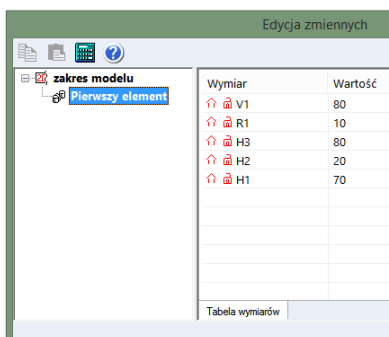 Edycja zmiennych
zakres modelu
Pierwszy element
Wymiar Wartość
V1 80
R1 10
H3 80
H2 20
H1 70
Tabela wymiarów